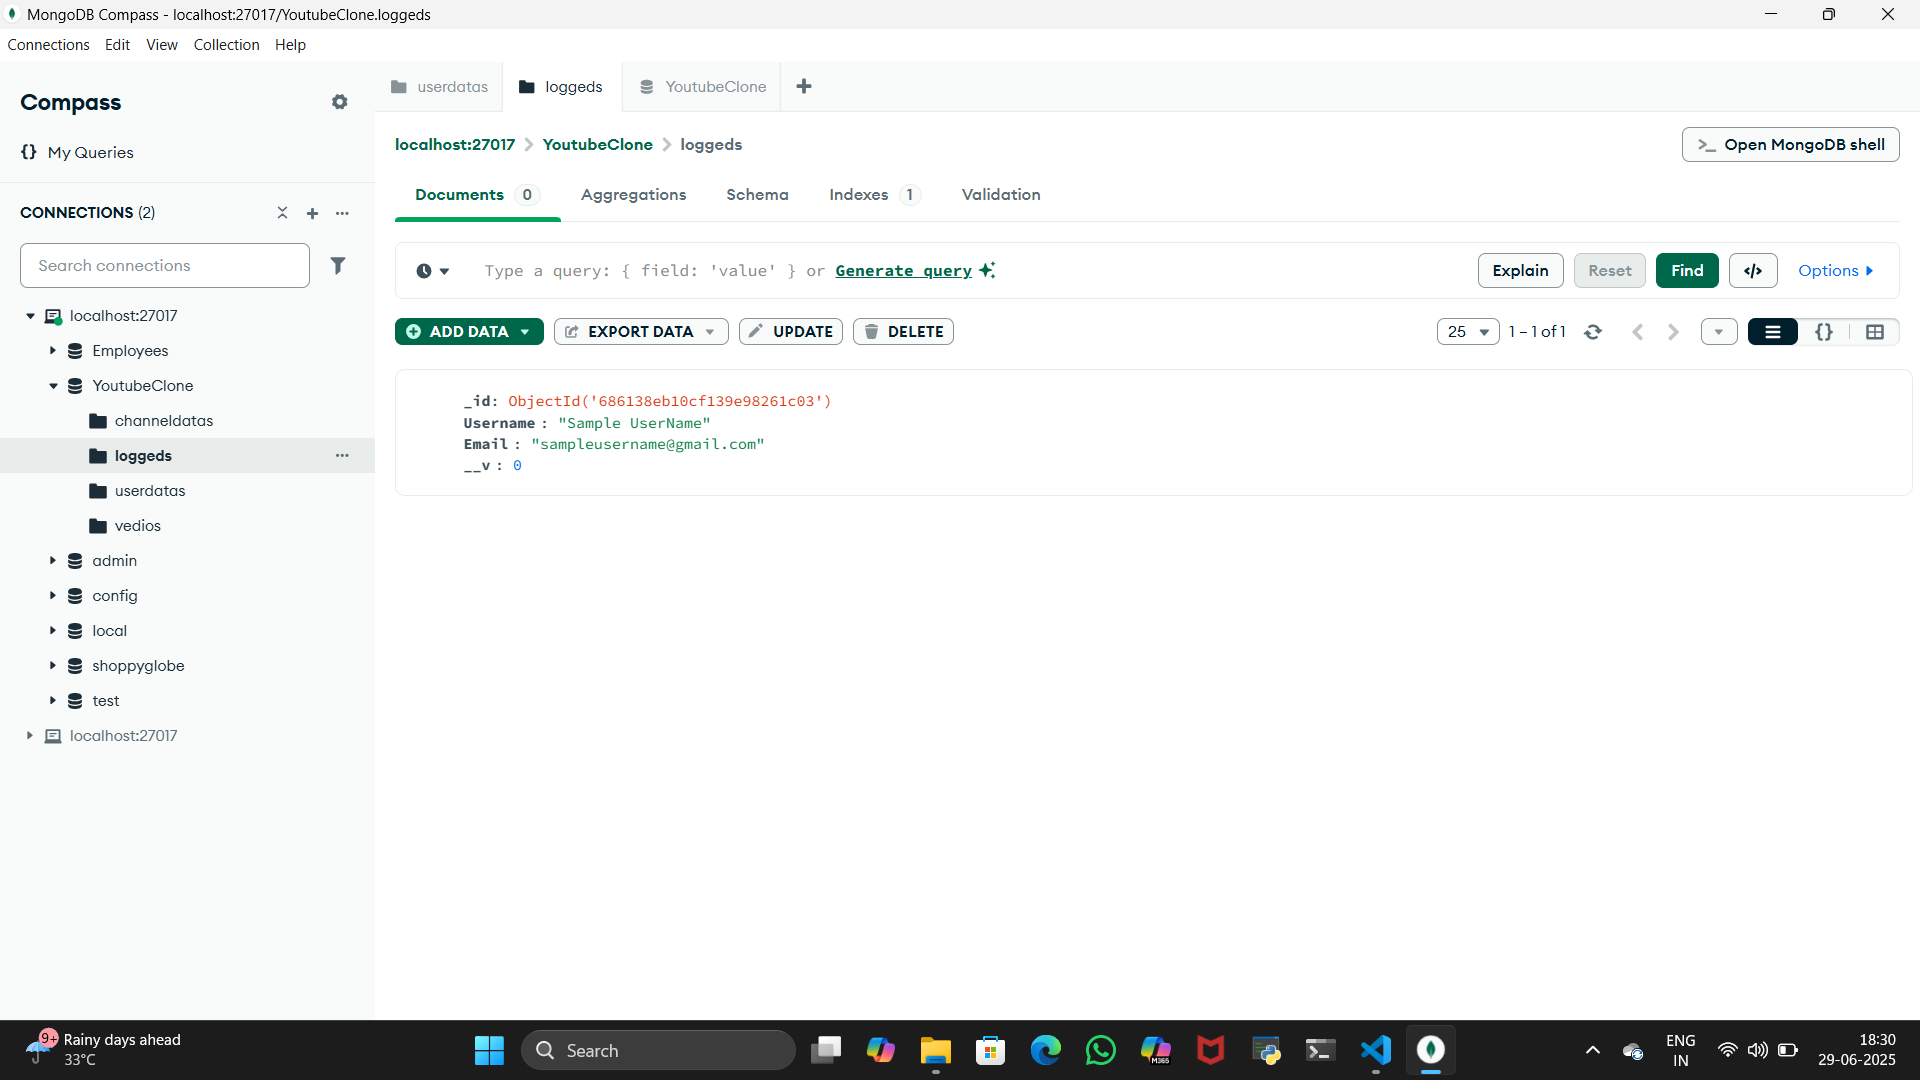 MongoDB Compass - localhost:27017/YoutubeClone.loggeds
Connections Edit View Collection Help
Compass
{} My Queries
CONNECTIONS (2)
Search connections
localhost:27017
Employees
YoutubeClone
channeldatas
loggeds
userdatas
vedios
admin
config
local
shoppyglobe
test
localhost:27017
userdatas loggeds YoutubeClone
localhost:27017 > YoutubeClone > loggeds
>_ Open MongoDB shell
Documents 0 Aggregations Schema Indexes 1 Validation
Type a query: { field: 'value' } or Generate query
Explain Reset Find </> Options
ADD DATA EXPORT DATA UPDATE DELETE
25 1 – 1 of 1 {}
_id: ObjectId('686138eb10cf139e98261c03')
Username : "Sample UserName"
Email : "sampleusername@gmail.com"
__v : 0
9+ Rainy days ahead
33°C
Search
M365
ENG
IN
18:30
29-06-2025